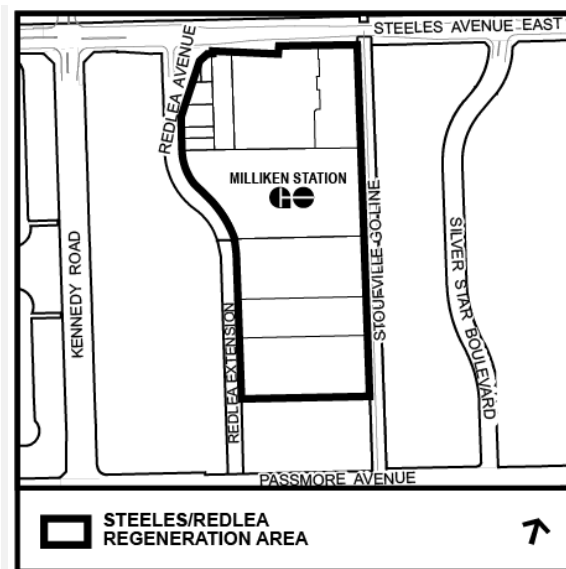 STEELES AVENUE EAST
REDLEA AVENUE
MILLIKEN STATION
GO
KENNEDY ROAD
STOUFFVILLE GO LINE
SILVER STAR BOULEVARD
REDLEA EXTENSION
PASSMORE AVENUE
STEELES/REDLEA
REGENERATION AREA